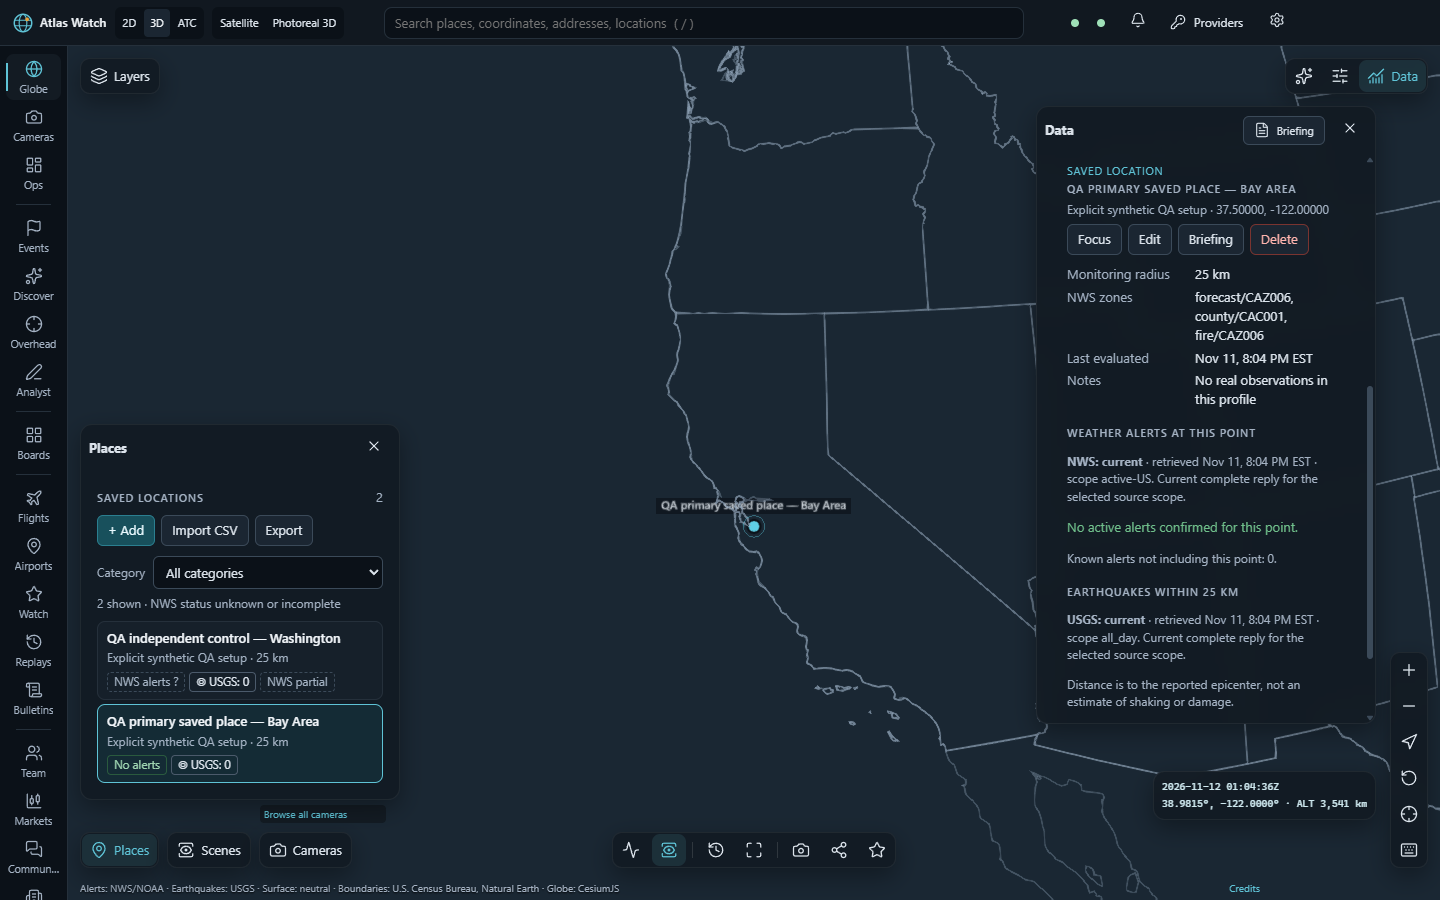 Atlas Watch
2D 3D ATC
Satellite Photoreal 3D
Search places, coordinates, addresses, locations ( / )
Providers
Globe
Cameras
Ops
Events
Discover
Overhead
Analyst
Boards
Flights
Airports
Watch
Replays
Bulletins
Team
Markets
Commun...
Layers
Data
Data
Briefing
SAVED LOCATION
QA PRIMARY SAVED PLACE — BAY AREA
Explicit synthetic QA setup · 37.50000, -122.00000
Focus Edit Briefing Delete
Monitoring radius 25 km
NWS zones forecast/CAZ006,
county/CAC001,
fire/CAZ006
Last evaluated Nov 11, 8:04 PM EST
Notes No real observations in
this profile
WEATHER ALERTS AT THIS POINT
NWS: current · retrieved Nov 11, 8:04 PM EST ·
scope active-US. Current complete reply for the
selected source scope.
No active alerts confirmed for this point.
Known alerts not including this point: 0.
EARTHQUAKES WITHIN 25 KM
USGS: current · retrieved Nov 11, 8:04 PM EST ·
scope all_day. Current complete reply for the
selected source scope.
Distance is to the reported epicenter, not an
estimate of shaking or damage.
QA primary saved place — Bay Area
Places
SAVED LOCATIONS 2
+ Add Import CSV Export
Category All categories
2 shown · NWS status unknown or incomplete
QA independent control — Washington
Explicit synthetic QA setup · 25 km
NWS alerts ? USGS: 0 NWS partial
QA primary saved place — Bay Area
Explicit synthetic QA setup · 25 km
No alerts USGS: 0
Browse all cameras
Places Scenes Cameras
2026-11-12 01:04:36Z
38.9815°, -122.0000° · ALT 3,541 km
Alerts: NWS/NOAA · Earthquakes: USGS · Surface: neutral · Boundaries: U.S. Census Bureau, Natural Earth · Globe: CesiumJS
Credits